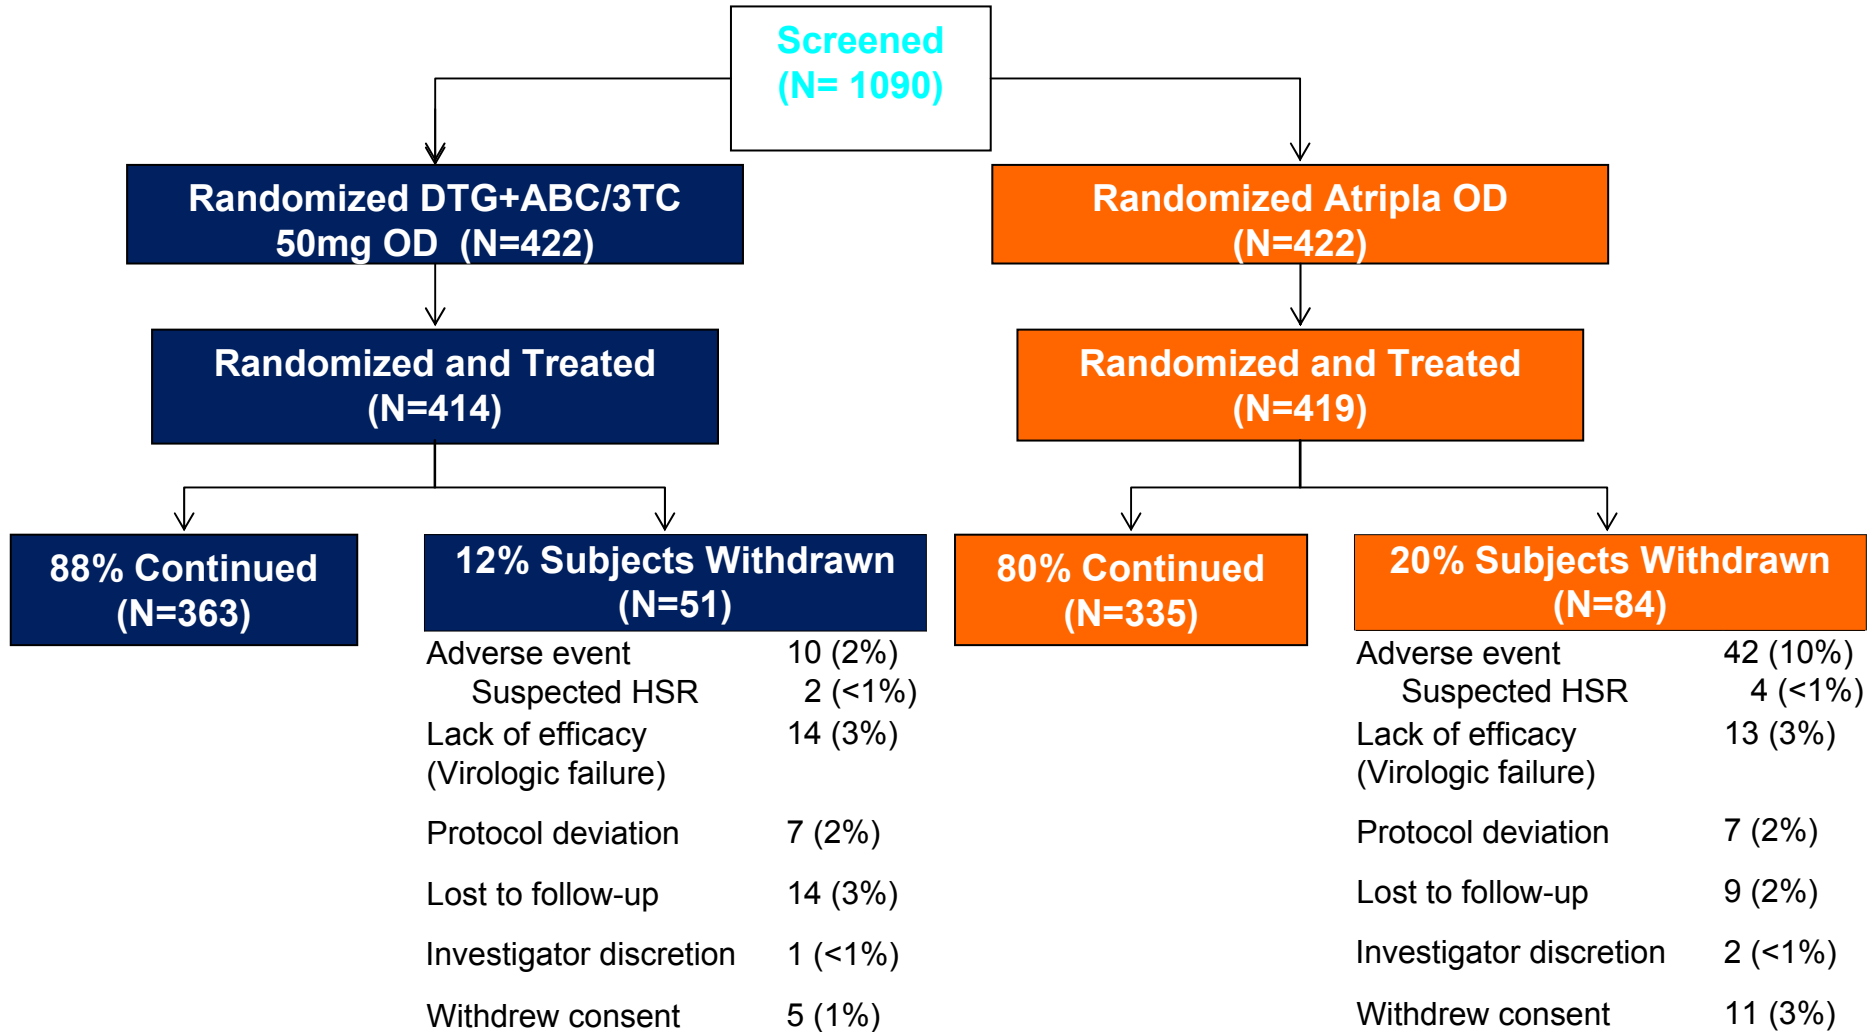 Screened
(N= 1090)
Randomized DTG+ABC/3TC
50mg OD (N=422)
Randomized Atripla OD
(N=422)
Randomized and Treated
(N=414)
Randomized and Treated
(N=419)
88% Continued
(N=363)
12% Subjects Withdrawn
(N=51)
Adverse event 10 (2%)
Suspected HSR 2 (<1%)
Lack of efficacy 14 (3%)
(Virologic failure)
Protocol deviation 7 (2%)
Lost to follow-up 14 (3%)
Investigator discretion 1 (<1%)
Withdrew consent 5 (1%)
80% Continued
(N=335)
20% Subjects Withdrawn
(N=84)
Adverse event 42 (10%)
Suspected HSR 4 (<1%)
Lack of efficacy 13 (3%)
(Virologic failure)
Protocol deviation 7 (2%)
Lost to follow-up 9 (2%)
Investigator discretion 2 (<1%)
Withdrew consent 11 (3%)